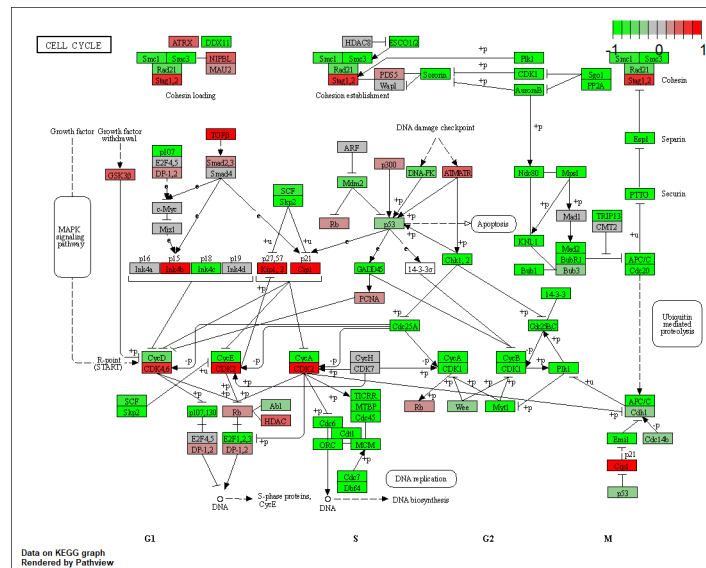 CELL CYCLE
-1 0 1
ATRX
DDX11
Smc1 Smc3
Rad21
Stag1,2
NIPBL
MAU2
Cohesin loading
HDAC8
ESCO1/2
Smc1 Smc3
Rad21
Stag1,2
PDS5
Wapl
Sororin
Cohesion establishment
+p
Plk1
CDK1
AuroraB
Sgo1
PP2A
+p
+p
Smc1 Smc3
Rad21
Stag1,2
Cohesin
Growth factor
Growth factor
withdrawal
GSK3β
TGFβ
p107
E2F4,5
DP-1,2
Smad2,3
Smad4
c-Myc
Miz1
e
e
e
SCF
Skp2
+u
+u
ARF
Mdm2
Rb
p300
DNA damage checkpoint
DNA-PK
ATMATR
+p
+p
+p
p53
Apoptosis
e
e
e
GADD45
14-3-3σ
PCNA
Chk1, 2
+p
+p
+p
Ndc80
Mps1
Mad1
KNL1
Bub1
Mad2
BubR1
Bub3
+p
+p
+p
Esp1
Separin
PTTG
Securin
TRIP13
CMT2
+u
APC/C
Cdc20
MAPK
signaling
pathway
p16
Ink4a
p15
Ink4b
p18
Ink4c
p19
Ink4d
p27,57
Kip1, 2
p21
Cip1
Cdc25A
14-3-3
Cdc25B,C
Ubiquitin
mediated
proteolysis
R-point
(START)
+p
+u
CycD
CDK4,6
-p
CycE
CDK2
-p
CycA
CDK2
-p
CycH
CDK7
CycA
CDK1
CycB
CDK1
-p
-p
+p
Plk1
+u
SCF
Skp2
p107,130
Rb
Abl
HDAC
+p
+p
+p
E2F4,5
DP-1,2
E2F1,2,3
DP-1,2
Cdc6
Cdt1
ORC
MCM
TICRR
MTBP
Cdc45
+p
+p
Cdc7
Dbf4
Rb
Wee
Myt1
+p
+p
APC/C
Cdh1
Emi1
Cdc14b
-p
p21
Cip1
p53
DNA
S-phase proteins,
CycE
DNA
DNA replication
DNA biosynthesis
G1
S
G2
M
Data on KEGG graph
Rendered by Pathview